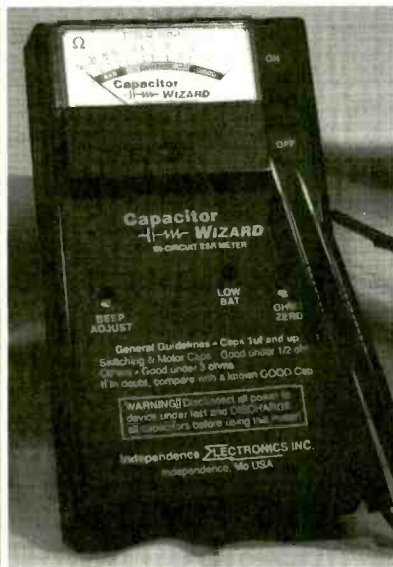 Ω
BAD
GOOD
Capacitor
WIZARD
ON
OFF
Capacitor
WIZARD
IN-CIRCUIT ESR METER
BEEP
ADJUST
LOW
BAT
OHMS
ZERO
General Guidelines - Caps 1uf and up
Switching & Motor Caps - Good under 1/2 ohm
Others - Good under 3 ohms
If in doubt, compare with a known GOOD Cap
WARNING!! Disconnect all power to
device under test and DISCHARGE
all capacitors before using this meter!
Independence ELECTRONICS INC.
Independence, Mo USA